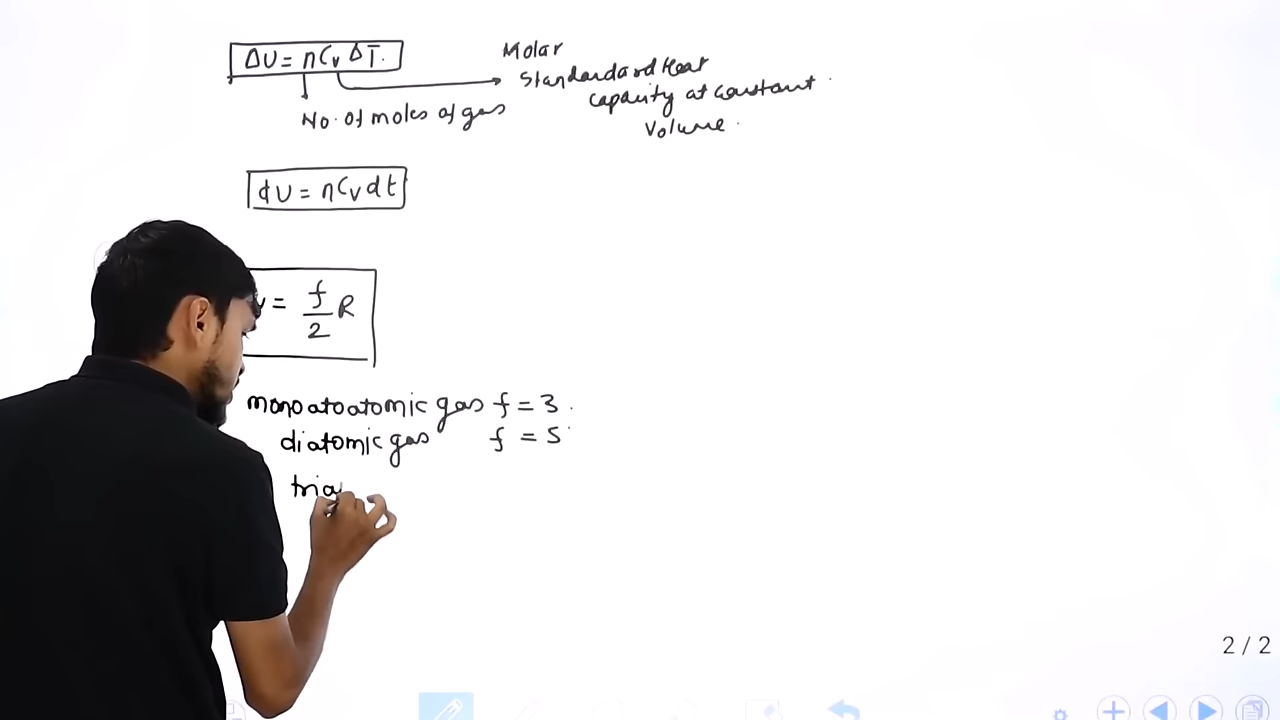 ΔU = nCv ΔT.
Molar
Standardard Heat
capacity at constant
Volume.
No. of moles of gas
dU = nCv dt
v = f/2 R
monoatoatomic gas f = 3.
diatomic gas f = 5.
tria
2 / 2